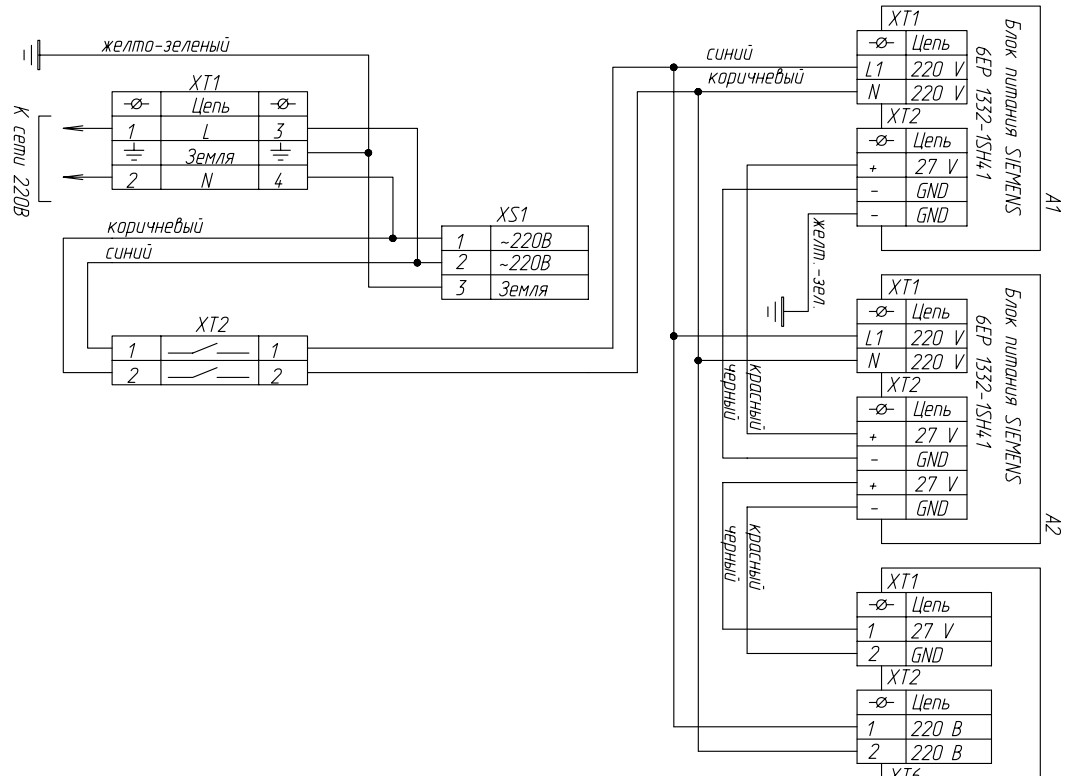 желто-зеленый
XT1
Цепь
1 L 3
Земля
2 N 4
К сети 220В
коричневый
синий
XS1
1 ~220В
2 ~220В
3 Земля
XT2
1 1
2 2
синий
коричневый
XT1
Цепь
L1 220 V
N 220 V
XT2
Цепь
+ 27 V
- GND
- GND
Блок питания SIEMENS
6EP 1332-1SH41
A1
желт.-зел.
XT1
Цепь
L1 220 V
N 220 V
XT2
Цепь
+ 27 V
- GND
+ 27 V
- GND
Блок питания SIEMENS
6EP 1332-1SH41
A2
красный
черный
красный
черный
XT1
Цепь
1 27 V
2 GND
XT2
Цепь
1 220 В
2 220 В
XT6